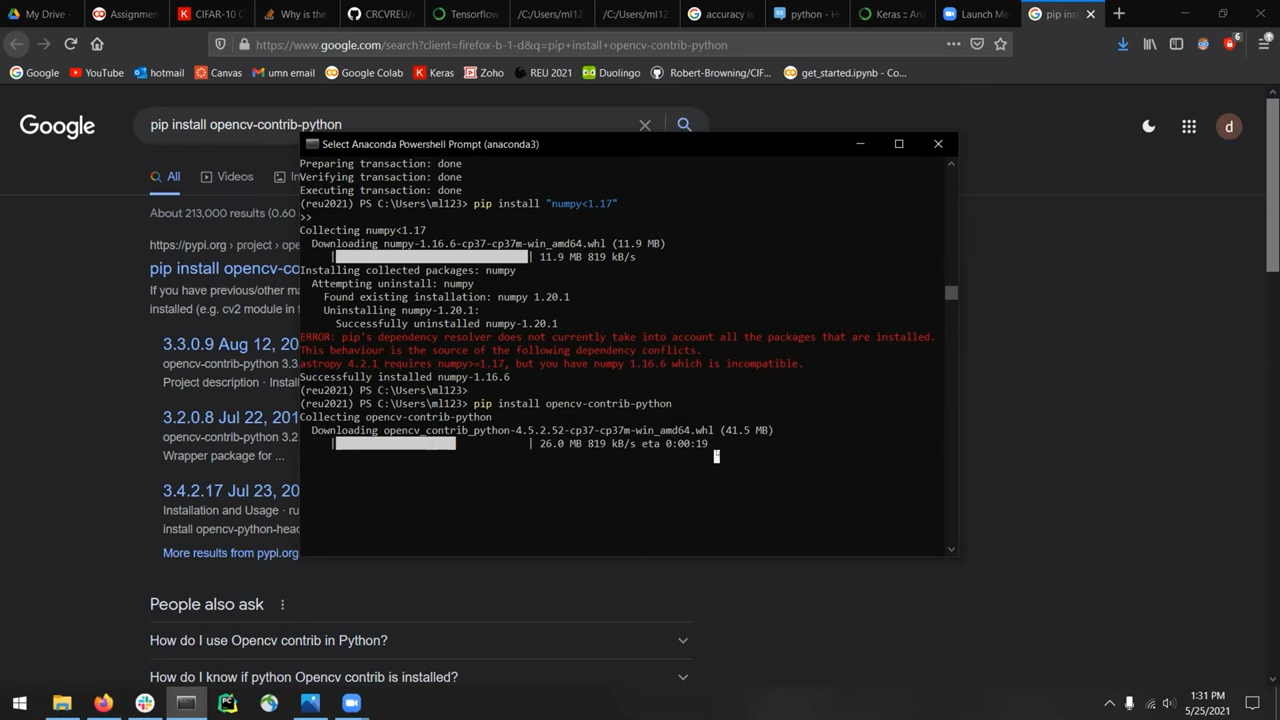 My Drive -
Assignment
CIFAR-10 C
Why is the
CRCVREU/
Tensorflow
/C:/Users/ml12
/C:/Users/ml12
accuracy is
python - H
Keras :: An
Launch Me
pip inst
https://www.google.com/search?client=firefox-b-1-d&q=pip+install+opencv-contrib-python
6
Google
YouTube
hotmail
Canvas
umn email
Google Colab
Keras
Zoho
REU 2021
Duolingo
Robert-Browning/CIF...
get_started.ipynb - Co...
Google
pip install opencv-contrib-python
d
All
Videos
About 213,000 results (0.60
https://pypi.org › project › open
pip install opencv-co
If you have previous/other ma
installed (e.g. cv2 module in t
3.3.0.9 Aug 12, 20
opencv-contrib-python 3.3
Project description · Install
3.2.0.8 Jul 22, 201
opencv-contrib-python 3.2
Wrapper package for
3.4.2.17 Jul 23, 20
Installation and Usage · ru
install opencv-python-head
More results from pypi.org
People also ask
How do I use Opencv contrib in Python?
How do I know if python Opencv contrib is installed?
Select Anaconda Powershell Prompt (anaconda3)
Preparing transaction: done
Verifying transaction: done
Executing transaction: done
(reu2021) PS C:\Users\ml123> pip install "numpy<1.17"
>>
Collecting numpy<1.17
Downloading numpy-1.16.6-cp37-cp37m-win_amd64.whl (11.9 MB)
| | 11.9 MB 819 kB/s
Installing collected packages: numpy
Attempting uninstall: numpy
Found existing installation: numpy 1.20.1
Uninstalling numpy-1.20.1:
Successfully uninstalled numpy-1.20.1
ERROR: pip's dependency resolver does not currently take into account all the packages that are installed.
This behaviour is the source of the following dependency conflicts.
astropy 4.2.1 requires numpy>=1.17, but you have numpy 1.16.6 which is incompatible.
Successfully installed numpy-1.16.6
(reu2021) PS C:\Users\ml123>
(reu2021) PS C:\Users\ml123> pip install opencv-contrib-python
Collecting opencv-contrib-python
Downloading opencv_contrib_python-4.5.2.52-cp37-cp37m-win_amd64.whl (41.5 MB)
| | 26.0 MB 819 kB/s eta 0:00:19
1:31 PM
5/25/2021